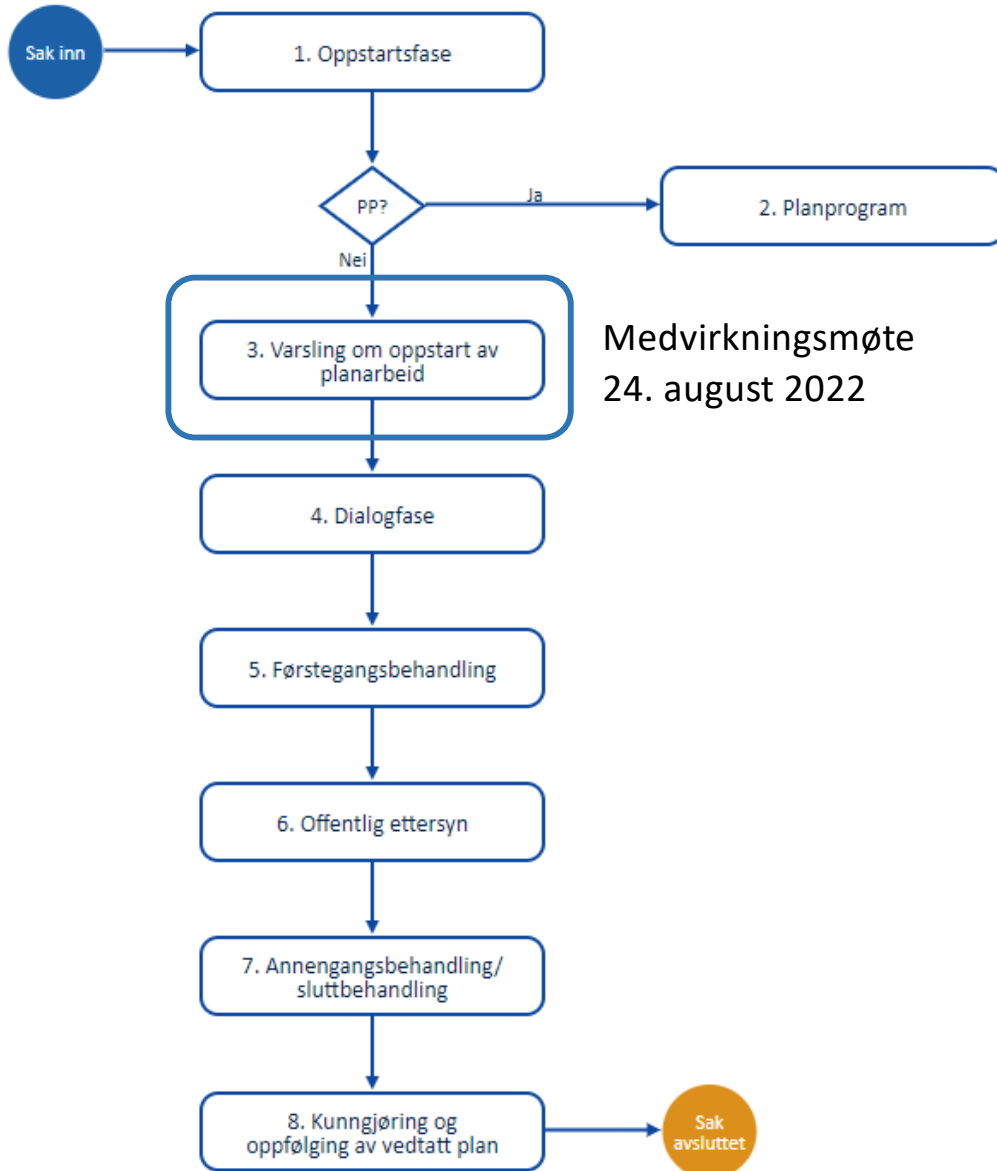 Sak inn
1. Oppstartsfase
PP?
Ja
2. Planprogram
Nei
3. Varsling om oppstart av
planarbeid
Medvirkningsmøte
24. august 2022
4. Dialogfase
5. Førstegangsbehandling
6. Offentlig ettersyn
7. Annengangsbehandling/
sluttbehandling
8. Kunngjøring og
oppfølging av vedtatt plan
Sak
avsluttet